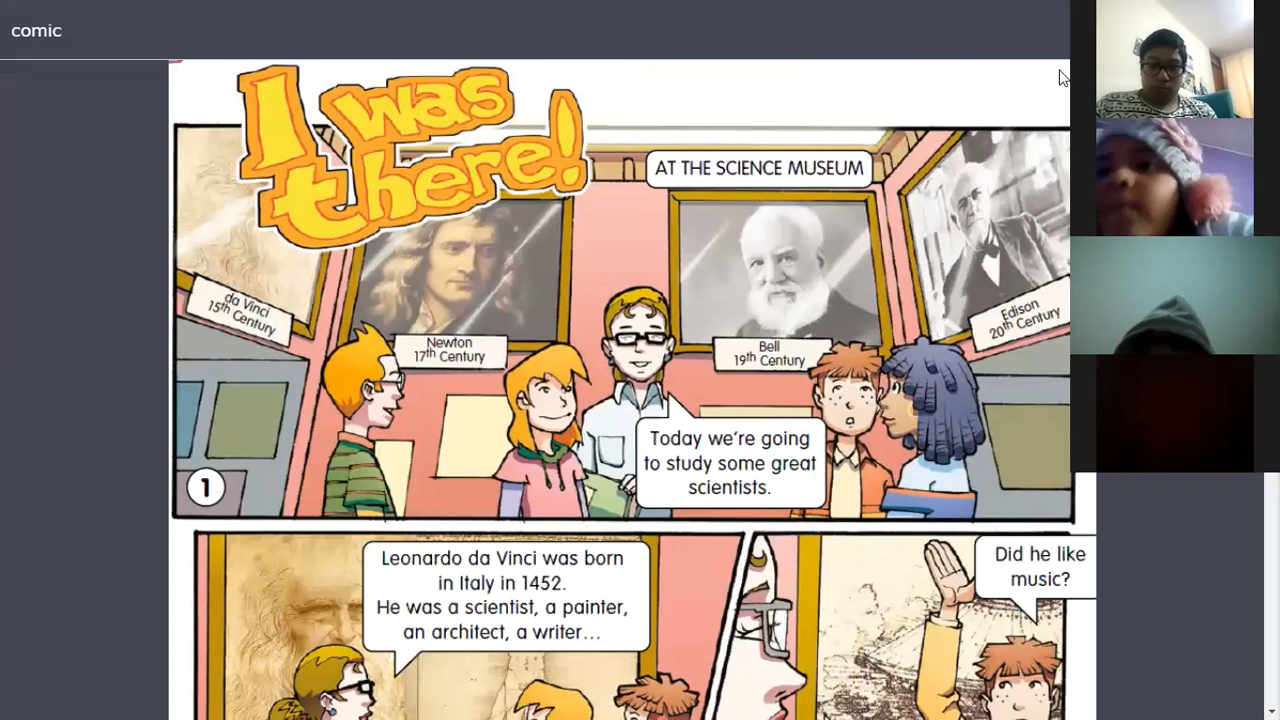 comic
I was
there!
AT THE SCIENCE MUSEUM
da Vinci
15th Century
Newton
17th Century
Bell
19th Century
Edison
20th Century
Today we're going
to study some great
scientists.
1
Leonardo da Vinci was born
in Italy in 1452.
He was a scientist, a painter,
an architect, a writer...
Did he like
music?